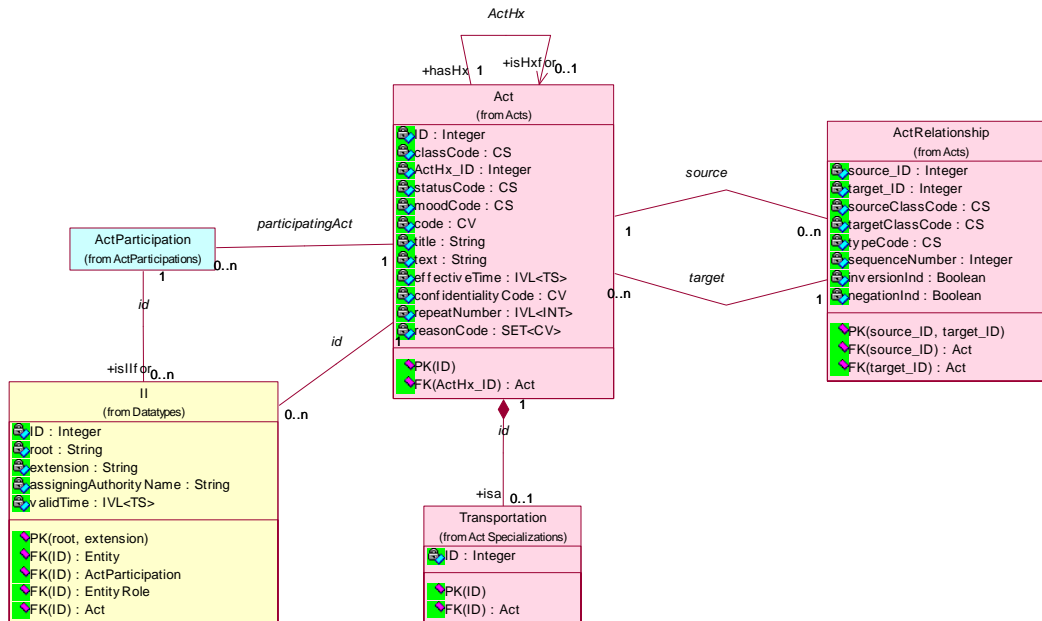 ActHx
+hasHx
1
+isHxfor
0..1
Act
(from Acts)
ID : Integer
classCode : CS
ActHx_ID : Integer
statusCode : CS
moodCode : CS
code : CV
title : String
text : String
effectiveTime : IVL<TS>
confidentialityCode : CV
repeatNumber : IVL<INT>
reasonCode : SET<CV>
PK(ID)
FK(ActHx_ID) : Act
ActRelationship
(from Acts)
source_ID : Integer
target_ID : Integer
sourceClassCode : CS
targetClassCode : CS
typeCode : CS
sequenceNumber : Integer
inversionInd : Boolean
negationInd : Boolean
PK(source_ID, target_ID)
FK(source_ID) : Act
FK(target_ID) : Act
source
1
0..n
target
0..n
1
participatingAct
0..n
1
ActParticipation
(from ActParticipations)
1
id
+isIIfor
0..n
id
1
0..n
II
(from Datatypes)
ID : Integer
root : String
extension : String
assigningAuthorityName : String
validTime : IVL<TS>
PK(root, extension)
FK(ID) : Entity
FK(ID) : ActParticipation
FK(ID) : EntityRole
FK(ID) : Act
1
id
+isa
0..1
Transportation
(from Act Specializations)
ID : Integer
PK(ID)
FK(ID) : Act